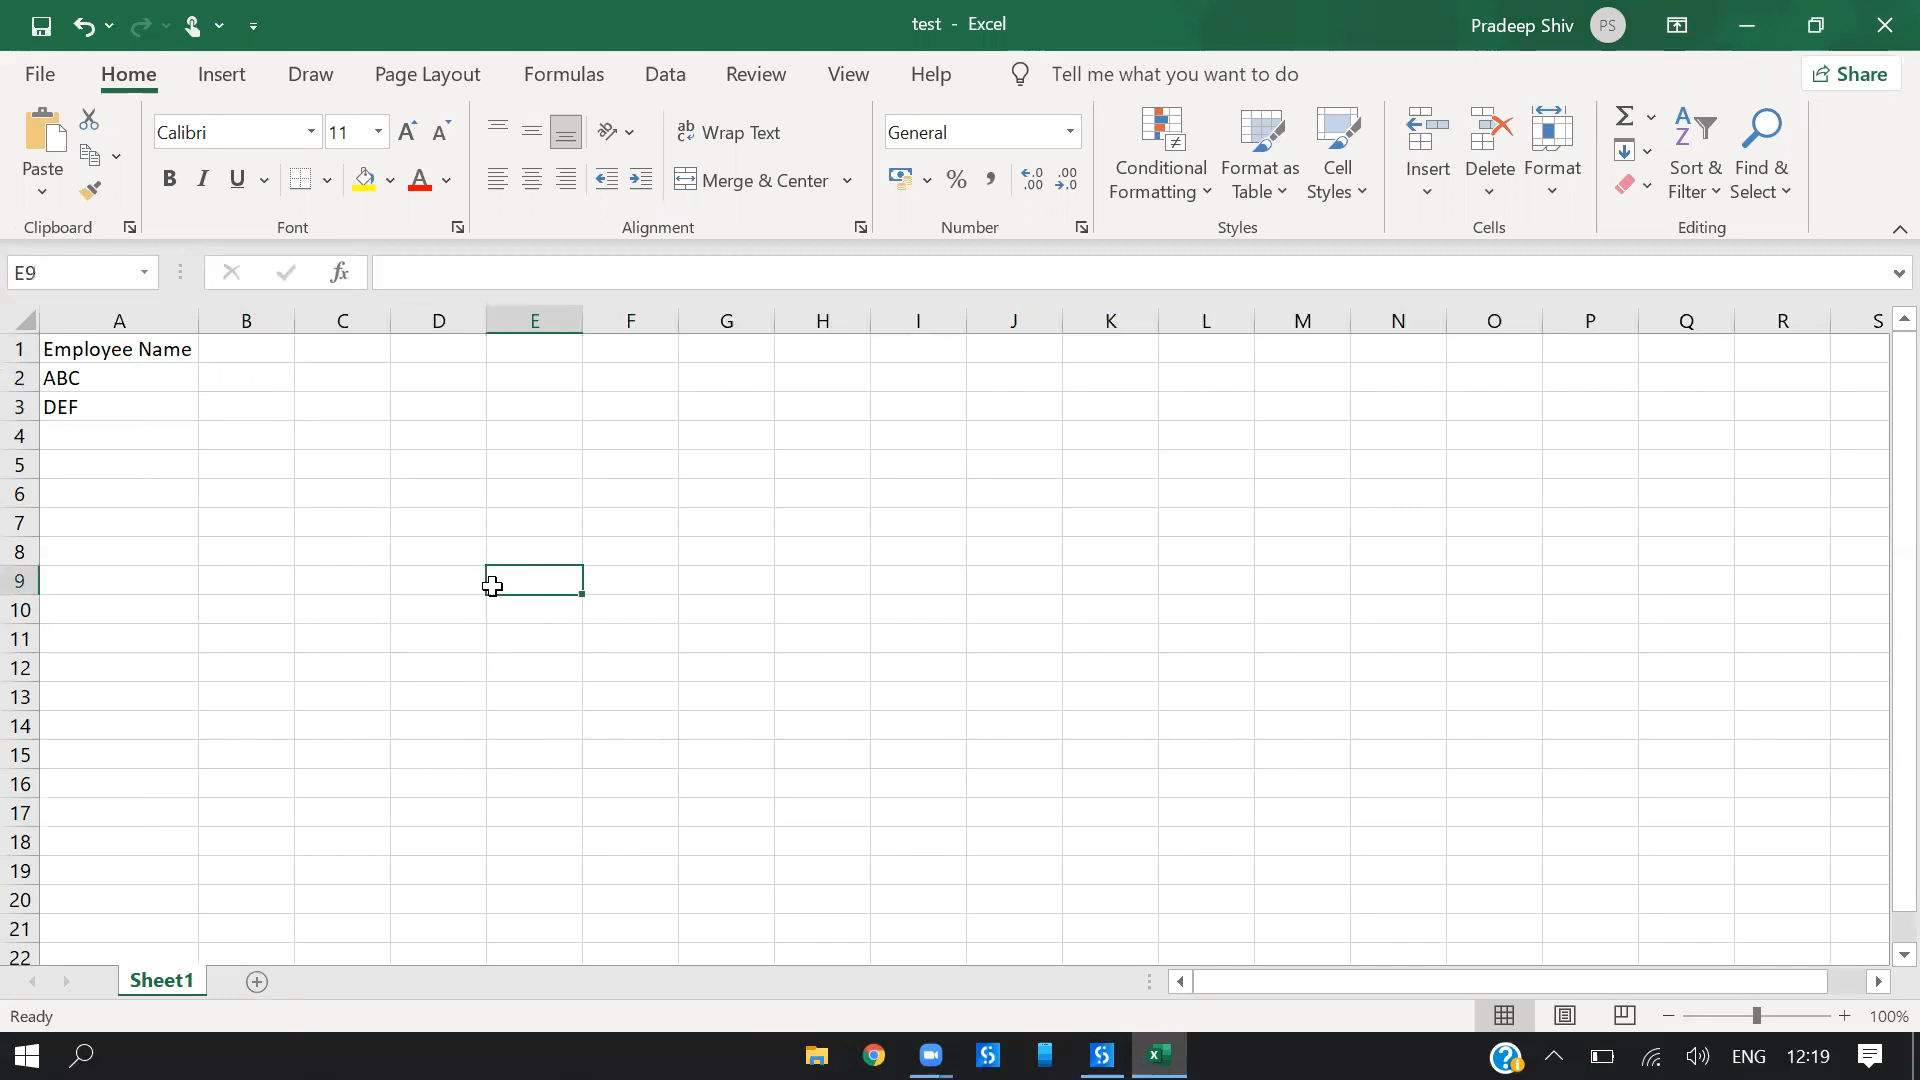 test - Excel
Pradeep Shiv
PS
File
Home
Insert
Draw
Page Layout
Formulas
Data
Review
View
Help
Tell me what you want to do
Share
Paste
Clipboard
Calibri
11
A A
B I U
A
Font
ab
c
Wrap Text
Merge & Center
Alignment
General
% ,
.00
.00
Number
Conditional
Formatting
Format as
Table
Cell
Styles
Styles
Insert
Delete
Format
Cells
Σ
A
Z
Sort &
Filter
Find &
Select
Editing
E9
fx
A B C D E F G H I J K L M N O P Q R S
1 Employee Name
2 ABC
3 DEF
4
5
6
7
8
9
10
11
12
13
14
15
16
17
18
19
20
21
22
Sheet1
Ready
100%
ENG
12:19